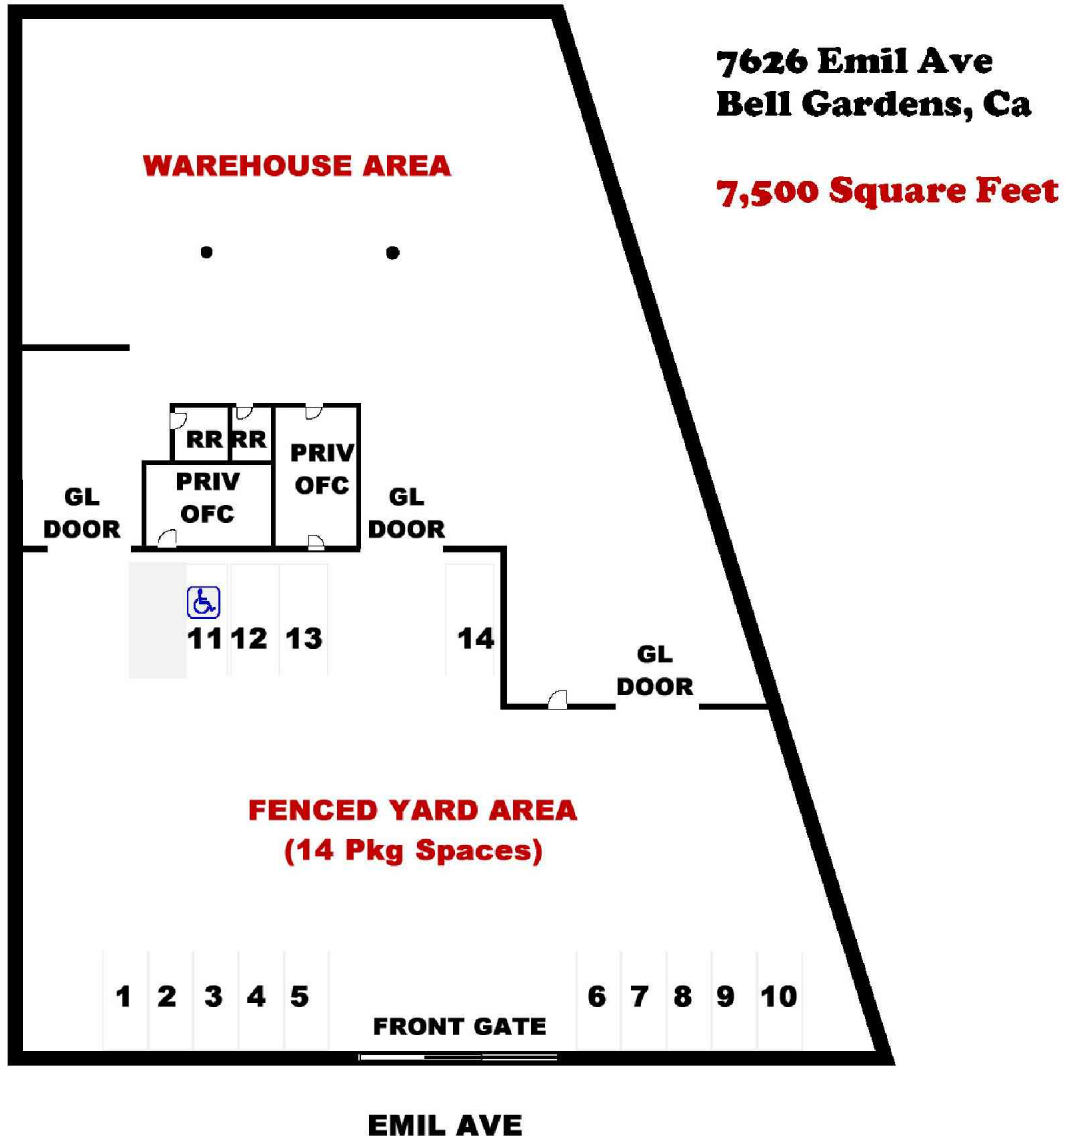 7626 Emil Ave
Bell Gardens, Ca
7,500 Square Feet
WAREHOUSE AREA
RR RR
PRIV
OFC
PRIV
OFC
GL
DOOR
GL
DOOR
11 12 13 14
GL
DOOR
FENCED YARD AREA
(14 Pkg Spaces)
1 2 3 4 5 6 7 8 9 10
FRONT GATE
EMIL AVE